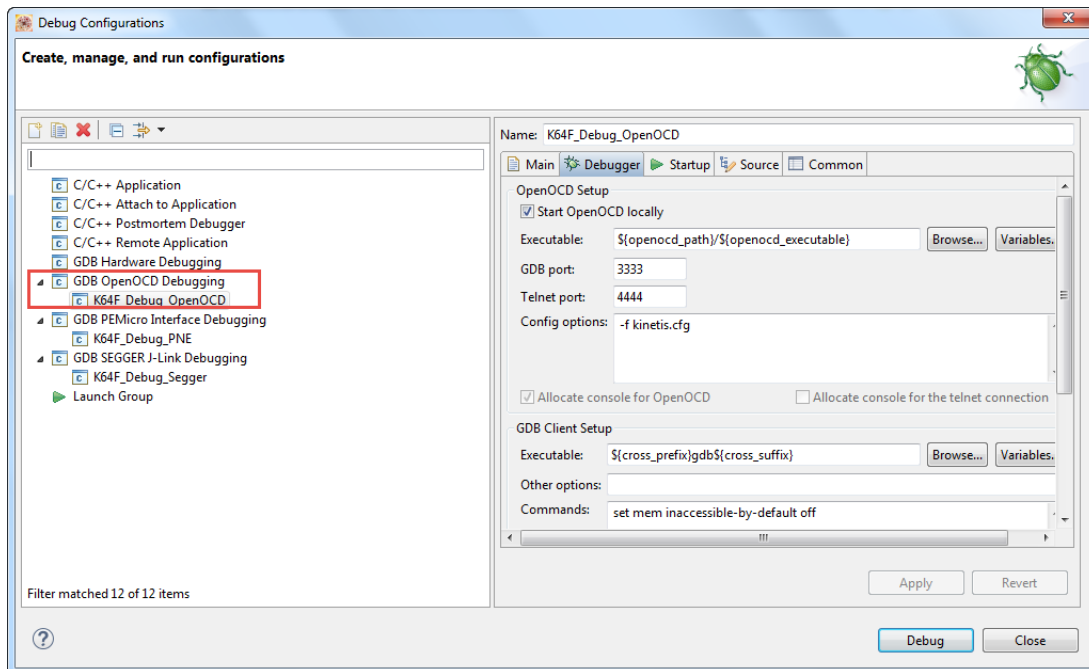 Debug Configurations
Create, manage, and run configurations
C/C++ Application
C/C++ Attach to Application
C/C++ Postmortem Debugger
C/C++ Remote Application
GDB Hardware Debugging
GDB OpenOCD Debugging
K64F_Debug_OpenOCD
GDB PEMicro Interface Debugging
K64F_Debug_PNE
GDB SEGGER J-Link Debugging
K64F_Debug_Segger
Launch Group
Filter matched 12 of 12 items
Name: K64F_Debug_OpenOCD
Main Debugger Startup Source Common
OpenOCD Setup
Start OpenOCD locally
Executable: ${openocd_path}/${openocd_executable} Browse... Variables.
GDB port: 3333
Telnet port: 4444
Config options: -f kinetis.cfg
Allocate console for OpenOCD Allocate console for the telnet connection
GDB Client Setup
Executable: ${cross_prefix}gdb${cross_suffix} Browse... Variables.
Other options:
Commands: set mem inaccessible-by-default off
Apply Revert
Debug Close